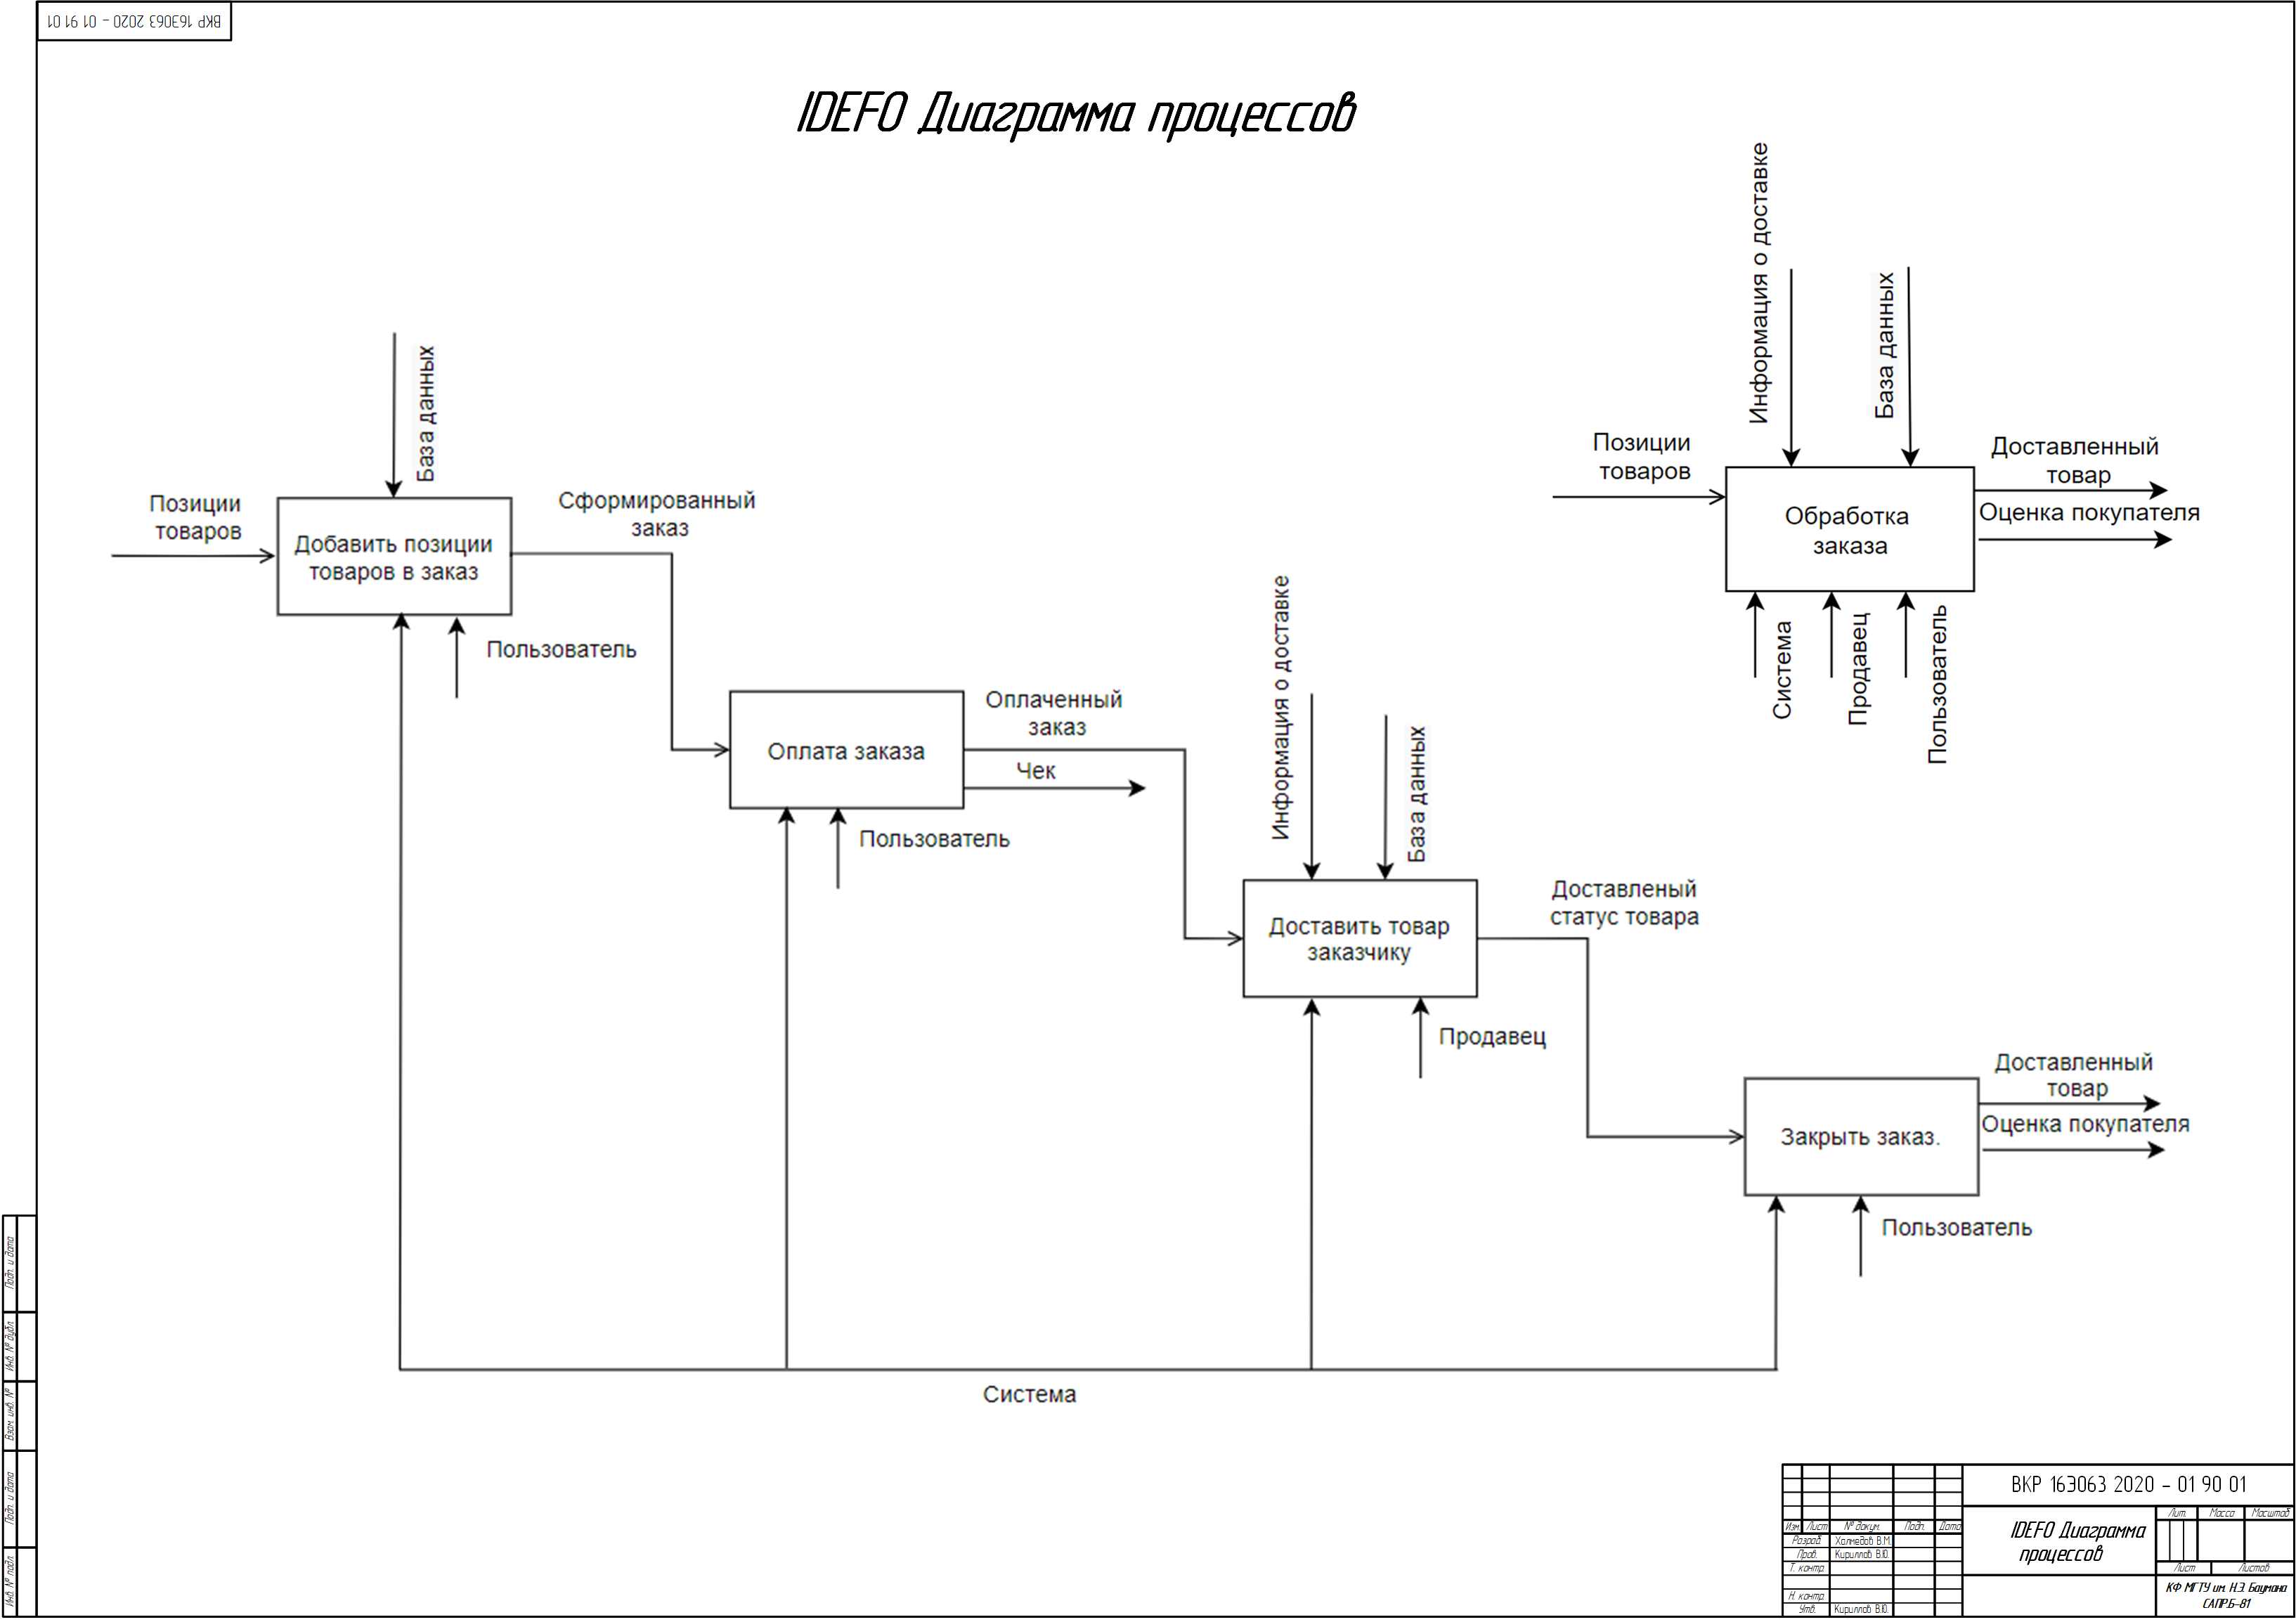 ВКР 16Э063 2020 - 01 91 01
IDEF0 Диаграмма процессов
Информация о доставке
База данных
Позиции
товаров
Обработка
заказа
Доставленный
товар
Оценка покупателя
Система
Продавец
Пользователь
База данных
Позиции
товаров
Добавить позиции
товаров в заказ
Сформированный
заказ
Пользователь
Оплата заказа
Оплаченный
заказ
Чек
Пользователь
Информация о доставке
База данных
Доставить товар
заказчику
Доставленый
статус товара
Продавец
Закрыть заказ.
Доставленный
товар
Оценка покупателя
Пользователь
Система
Подп. и дата
Инв. № дубл.
Взам. инв. №
Подп. и дата
Инв. № подл.
ВКР 16Э063 2020 - 01 90 01
Изм. Лист № докум. Подп. Дата
Разраб. Холмедов В.М.
Пров. Кириллов В.Ю.
Т. контр.
Н. контр.
Утв. Кириллов В.Ю.
IDEF0 Диаграмма
процессов
Лит. Масса Масштаб
Лист Листов
КФ МГТУ им. Н.Э. Баумана
САПР.Б-81